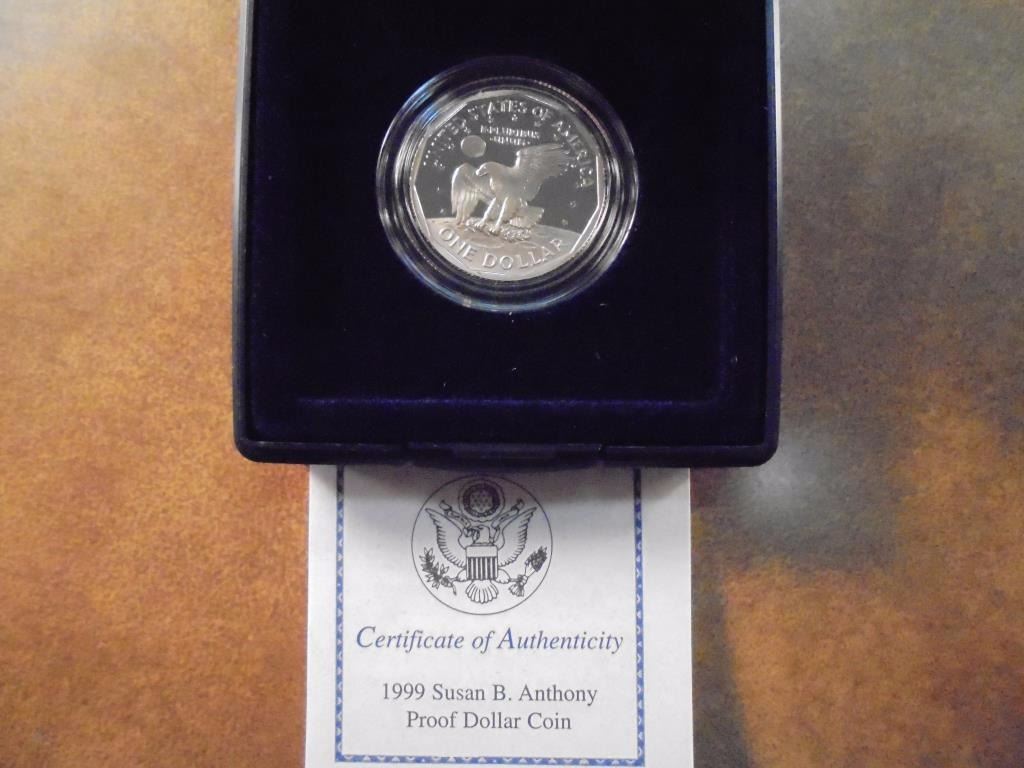 UNITED STATES OF AMERICA
E PLURIBUS
UNUM
ONE DOLLAR
Certificate of Authenticity
1999 Susan B. Anthony
Proof Dollar Coin